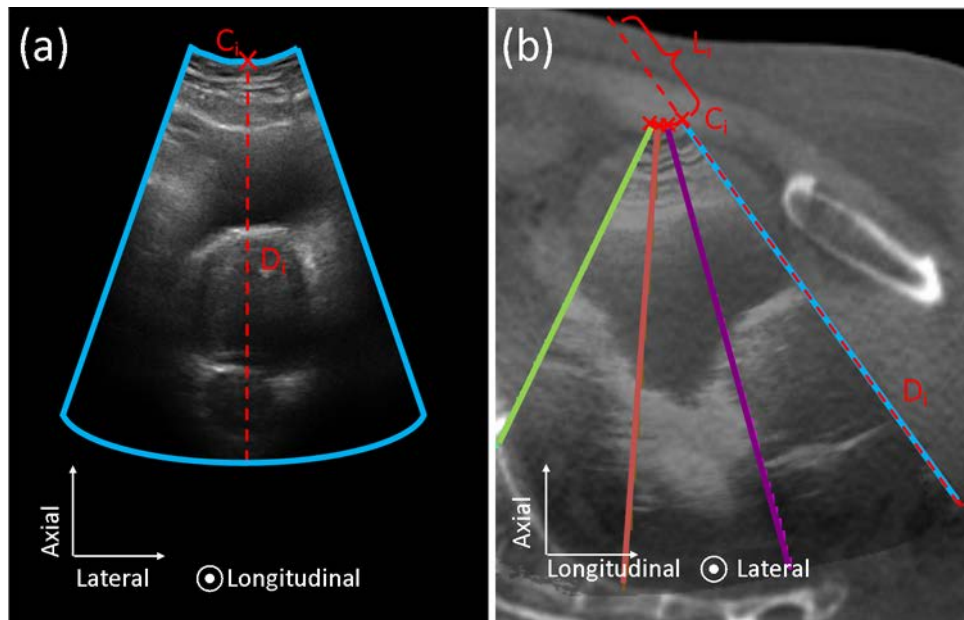 (a)
Cᵢ
Dᵢ
Axial
Lateral
Longitudinal
(b)
Lᵢ
Cᵢ
Dᵢ
Axial
Longitudinal
Lateral